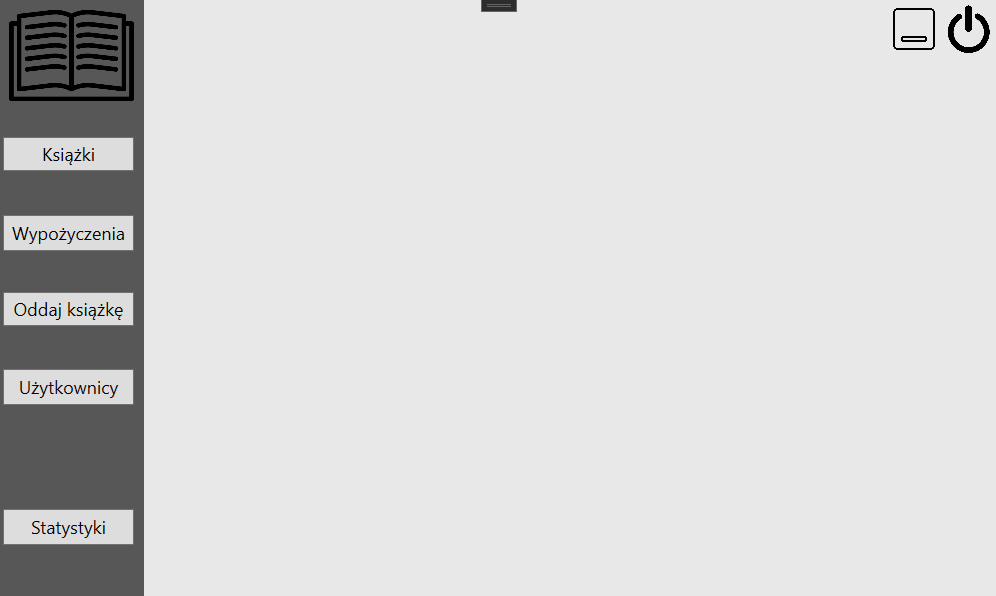 Książki
Wypożyczenia
Oddaj książkę
Użytkownicy
Statystyki